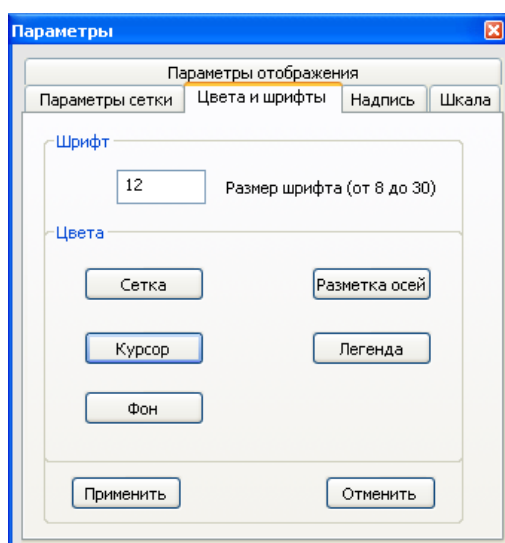 Параметры
Параметры отображения
Параметры сетки Цвета и шрифты Надпись Шкала
Шрифт
12 Размер шрифта (от 8 до 30)
Цвета
Сетка Разметка осей
Курсор Легенда
Фон
Применить Отменить